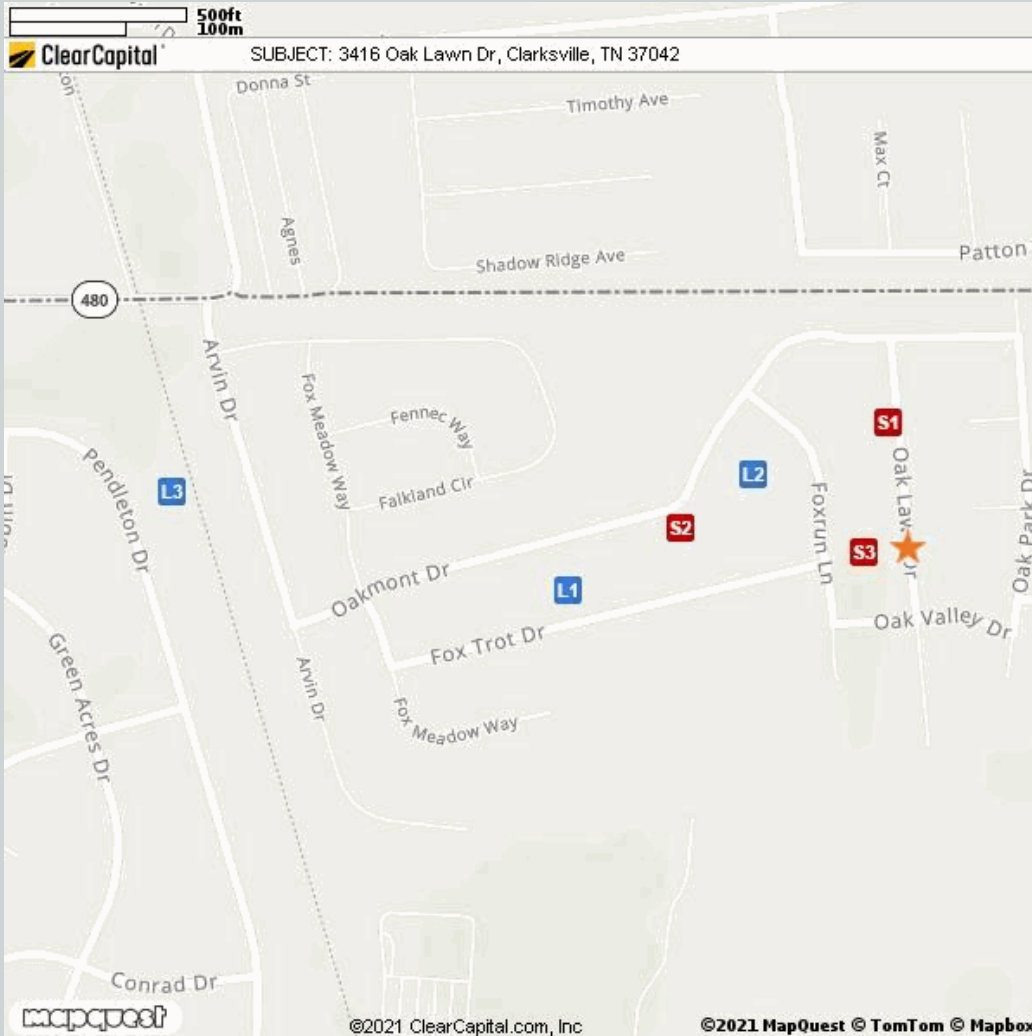 500ft
100m
ClearCapital
SUBJECT: 3416 Oak Lawn Dr, Clarksville, TN 37042
Donna St
Timothy Ave
Max Ct
Agnes
Shadow Ridge Ave
Patton
480
Arvin Dr
Fox Meadow Way
Fennec Way
Falkland Cir
Pendleton Dr
L3
S1
L2
Oak Lawn Dr
Foxrun Ln
S2
S3
Oak Park Dr
L1
Oakmont Dr
Fox Trot Dr
Oak Valley Dr
Green Acres Dr
Arvin Dr
Fox Meadow Way
Conrad Dr
mapquest
©2021 ClearCapital.com, Inc
©2021 MapQuest © TomTom © Mapbox